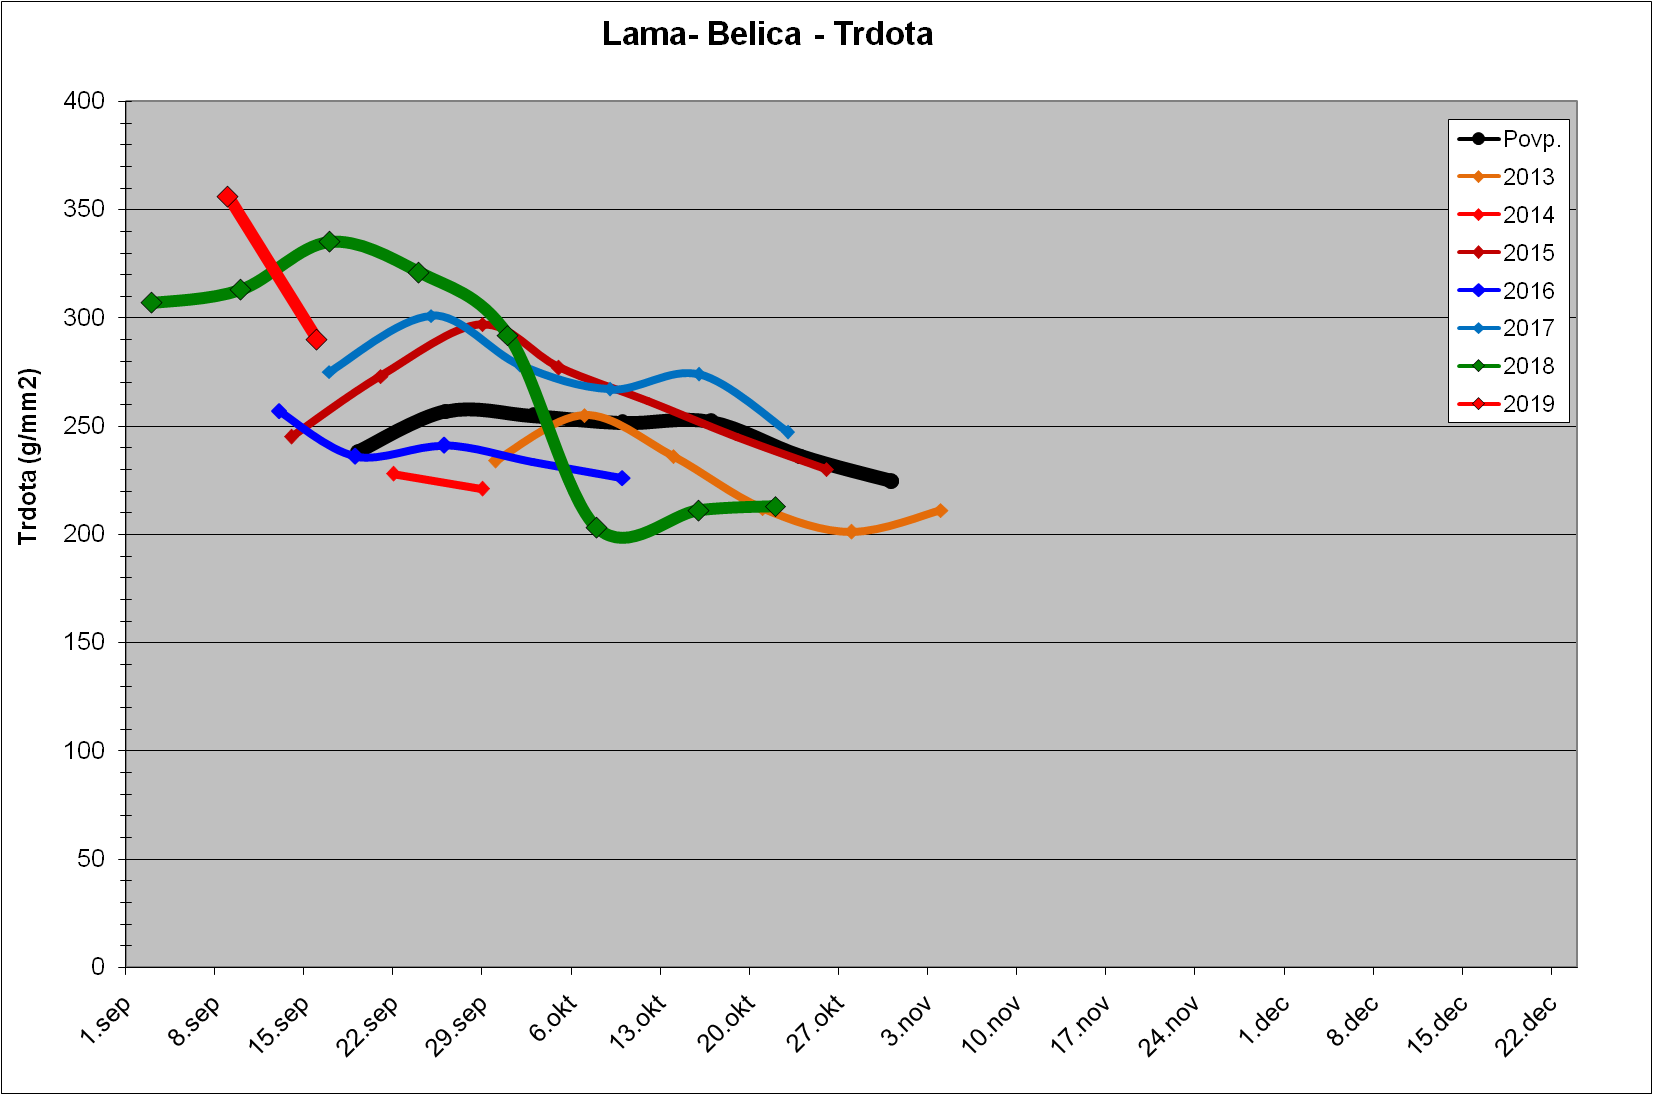 Lama- Belica - Trdota
Trdota (g/mm2)
400
350
300
250
200
150
100
50
0
1.sep
8.sep
15.sep
22.sep
29.sep
6.okt
13.okt
20.okt
27.okt
3.nov
10.nov
17.nov
24.nov
1.dec
8.dec
15.dec
22.dec
Povp.
2013
2014
2015
2016
2017
2018
2019